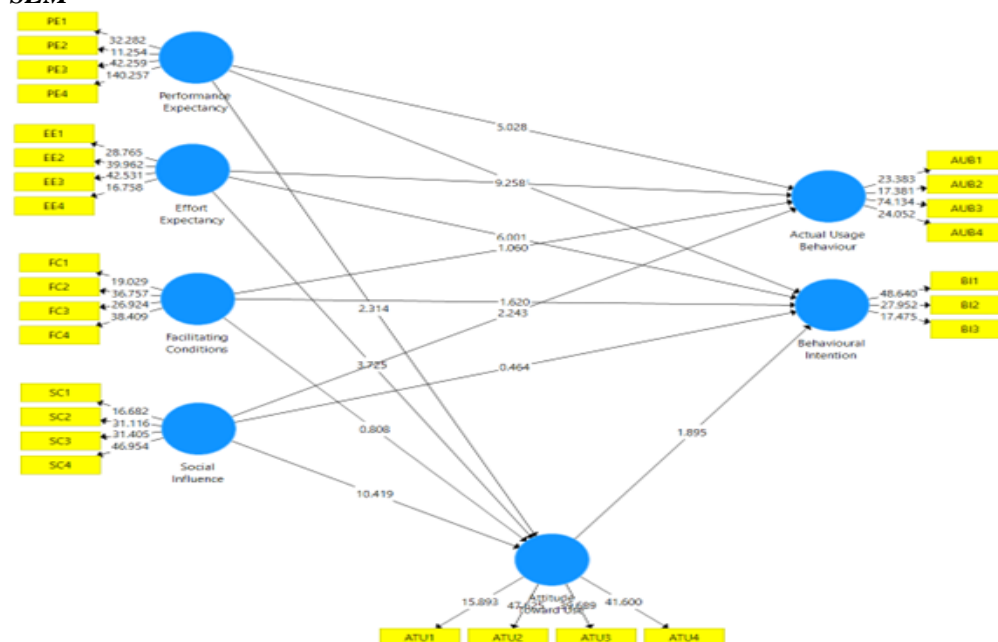 SEM
PE1
PE2
PE3
PE4
32.282
11.254
42.259
140.257
Performance
Expectancy
EE1
EE2
EE3
EE4
28.765
39.962
42.531
16.758
Effort
Expectancy
FC1
FC2
FC3
FC4
19.029
36.757
26.924
38.409
Facilitating
Conditions
SC1
SC2
SC3
SC4
16.682
31.116
31.405
46.954
Social
Influence
5.028
9.258
6.001
1.060
1.620
2.243
0.464
2.314
3.725
0.808
10.419
1.895
AUB1
AUB2
AUB3
AUB4
23.383
17.381
74.134
24.052
Actual Usage
Behaviour
BI1
BI2
BI3
48.640
27.952
17.475
Behavioural
Intention
Attitude
Toward Use
15.893
41.600
ATU1
ATU2
ATU3
ATU4